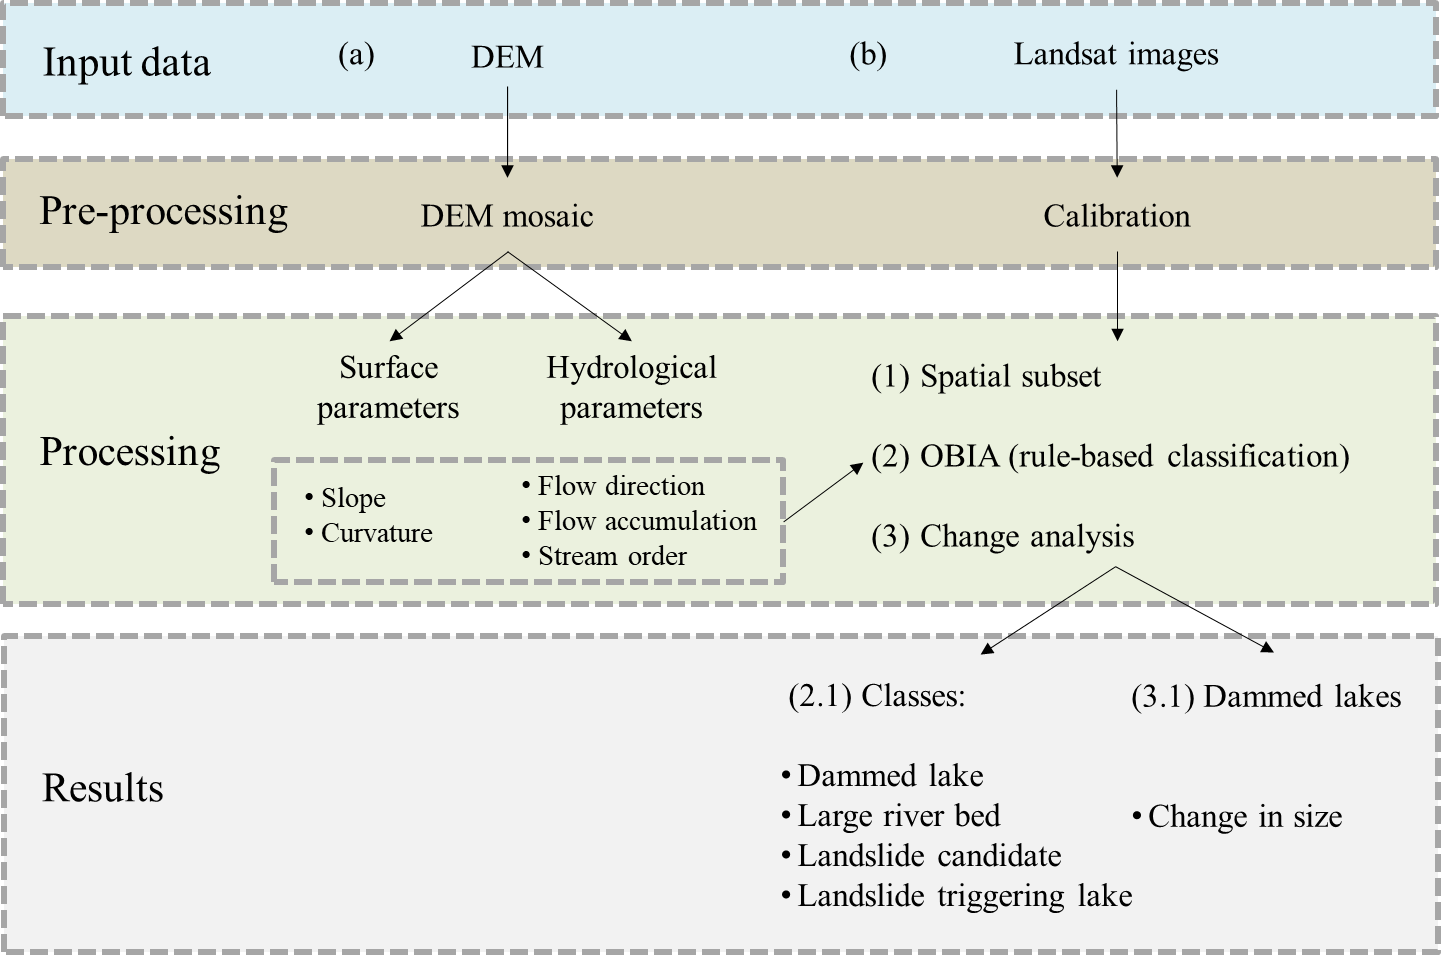 Input data
(a)
DEM
(b)
Landsat images
Pre-processing
DEM mosaic
Calibration
Processing
Surface
parameters
Hydrological
parameters
• Slope
• Curvature
• Flow direction
• Flow accumulation
• Stream order
(1) Spatial subset
(2) OBIA (rule-based classification)
(3) Change analysis
Results
(2.1) Classes:
• Dammed lake
• Large river bed
• Landslide candidate
• Landslide triggering lake
(3.1) Dammed lakes
• Change in size